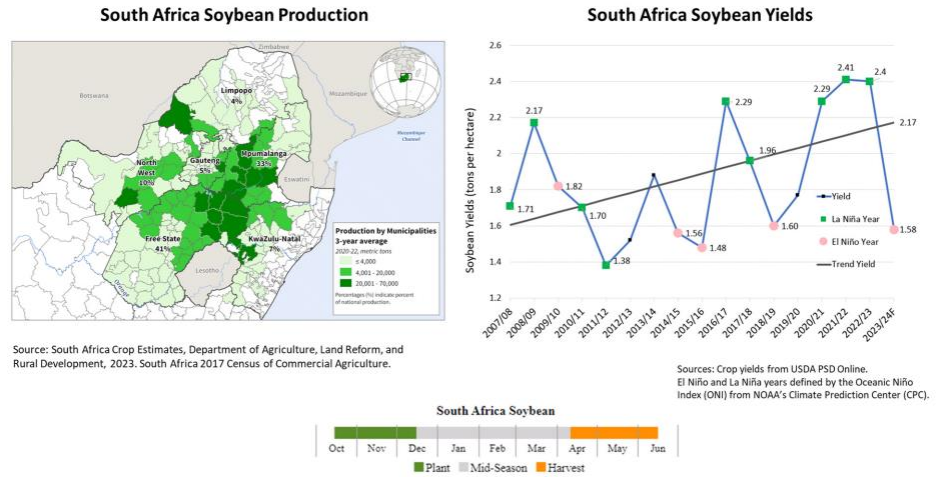 South Africa Soybean Production
Zimbabwe
Botswana
Limpopo
4%
Mozambique
Mozambique
Channel
North
West
10%
Gauteng
5%
Mpumalanga
33%
Eswatini
Free State
41%
KwaZulu-Natal
7%
Lesotho
Orange
Production by Municipalities
3-year average
2020-22, metric tons
≤ 4,000
4,001 - 20,000
20,001 - 70,000
Percentages (%) indicate percent
of national production.
Source: South Africa Crop Estimates, Department of Agriculture, Land Reform, and
Rural Development, 2023. South Africa 2017 Census of Commercial Agriculture.
South Africa Soybean Yields
Soybean Yields (tons per hectare)
2.6
2.4
2.2
2
1.8
1.6
1.4
1.2
1.71
2.17
1.82
1.70
1.38
1.56
1.48
2.29
1.96
1.60
2.29
2.41
2.4
2.17
1.58
Yield
La Niña Year
El Niño Year
Trend Yield
2007/08
2008/09
2009/10
2010/11
2011/12
2012/13
2013/14
2014/15
2015/16
2016/17
2017/18
2018/19
2019/20
2020/21
2021/22
2022/23
2023/24F
Sources: Crop yields from USDA PSD Online.
El Niño and La Niña years defined by the Oceanic Niño
Index (ONI) from NOAA's Climate Prediction Center (CPC).
South Africa Soybean
Oct Nov Dec Jan Feb Mar Apr May Jun
Plant Mid-Season Harvest